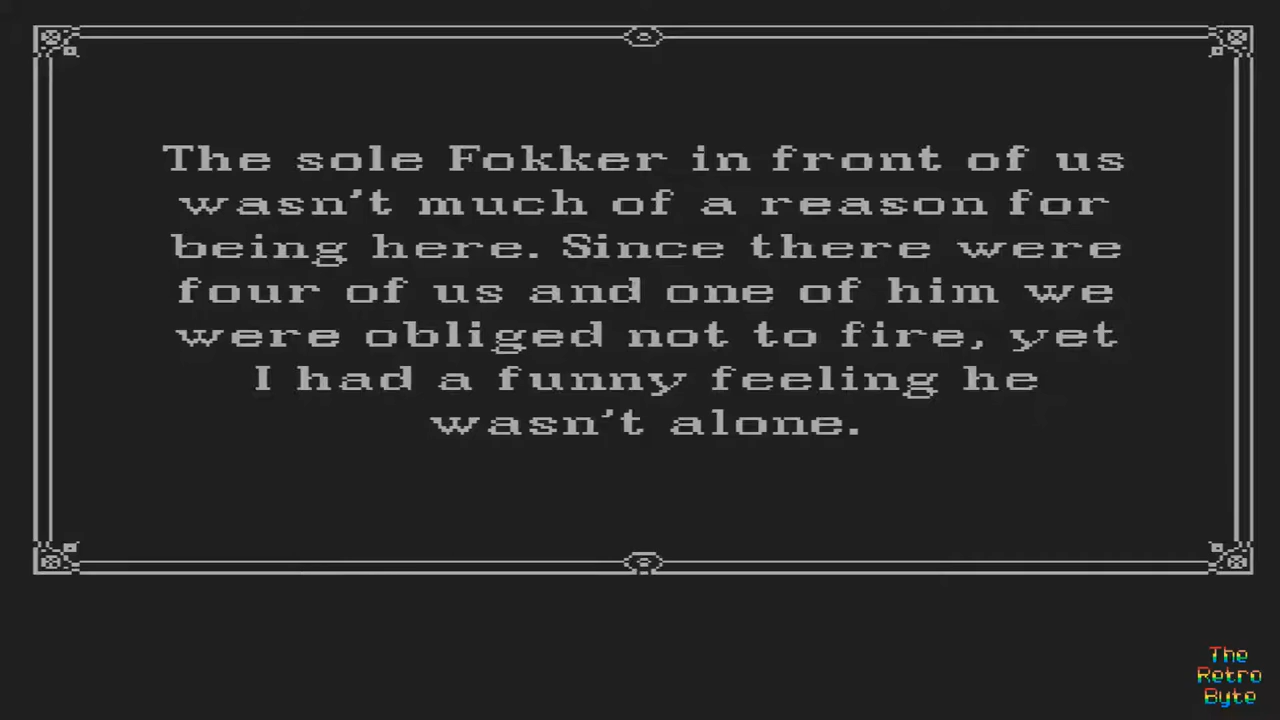 The sole Fokker in front of us
wasn't much of a reason for
being here. Since there were
four of us and one of him we
were obliged not to fire, yet
I had a funny feeling he
wasn't alone.
The
Retro
Byte